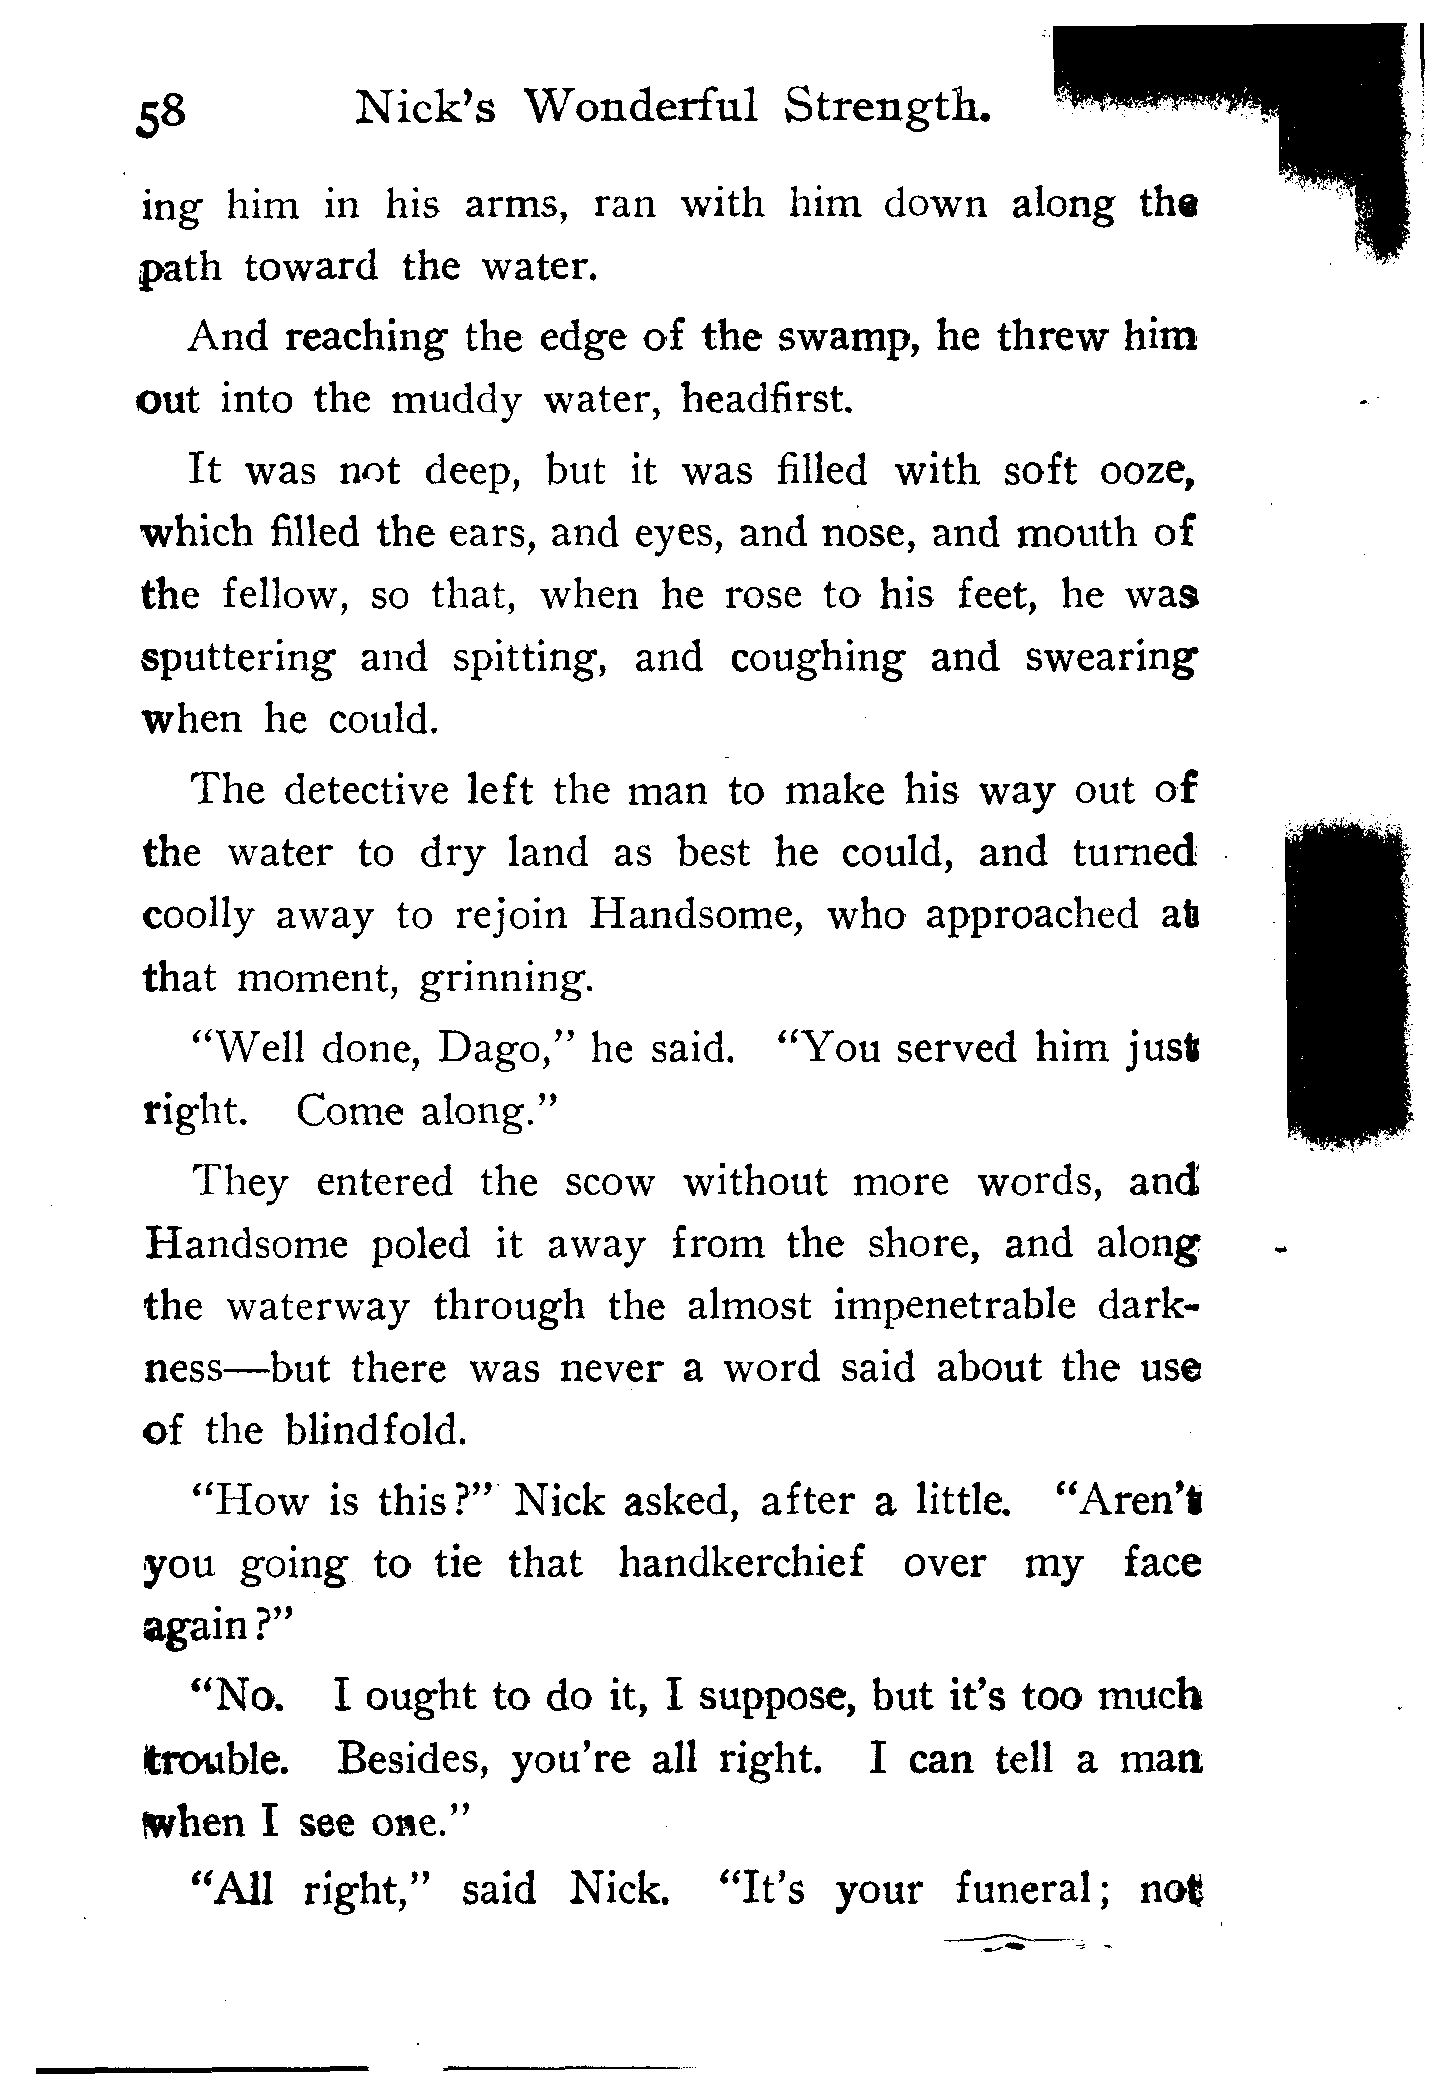 58 Nick's Wonderful Strength.
ing him in his arms, ran with him down along the
path toward the water.
And reaching the edge of the swamp, he threw him
out into the muddy water, headfirst.
It was not deep, but it was filled with soft ooze,
which filled the ears, and eyes, and nose, and mouth of
the fellow, so that, when he rose to his feet, he was
sputtering and spitting, and coughing and swearing
when he could.
The detective left the man to make his way out of
the water to dry land as best he could, and turned
coolly away to rejoin Handsome, who approached at
that moment, grinning.
"Well done, Dago," he said. "You served him just
right. Come along."
They entered the scow without more words, and
Handsome poled it away from the shore, and along
the waterway through the almost impenetrable dark-
ness—but there was never a word said about the use
of the blindfold.
"How is this?" Nick asked, after a little. "Aren't
you going to tie that handkerchief over my face
again?"
"No. I ought to do it, I suppose, but it's too much
trouble. Besides, you're all right. I can tell a man
when I see one."
"All right," said Nick. "It's your funeral; not